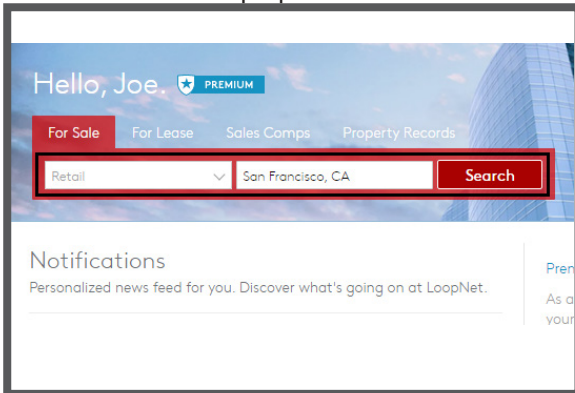 Hello, Joe. PREMIUM
For Sale For Lease Sales Comps Property Records
Retail San Francisco, CA Search
Notifications
Personalized news feed for you. Discover what's going on at LoopNet.
As a
your